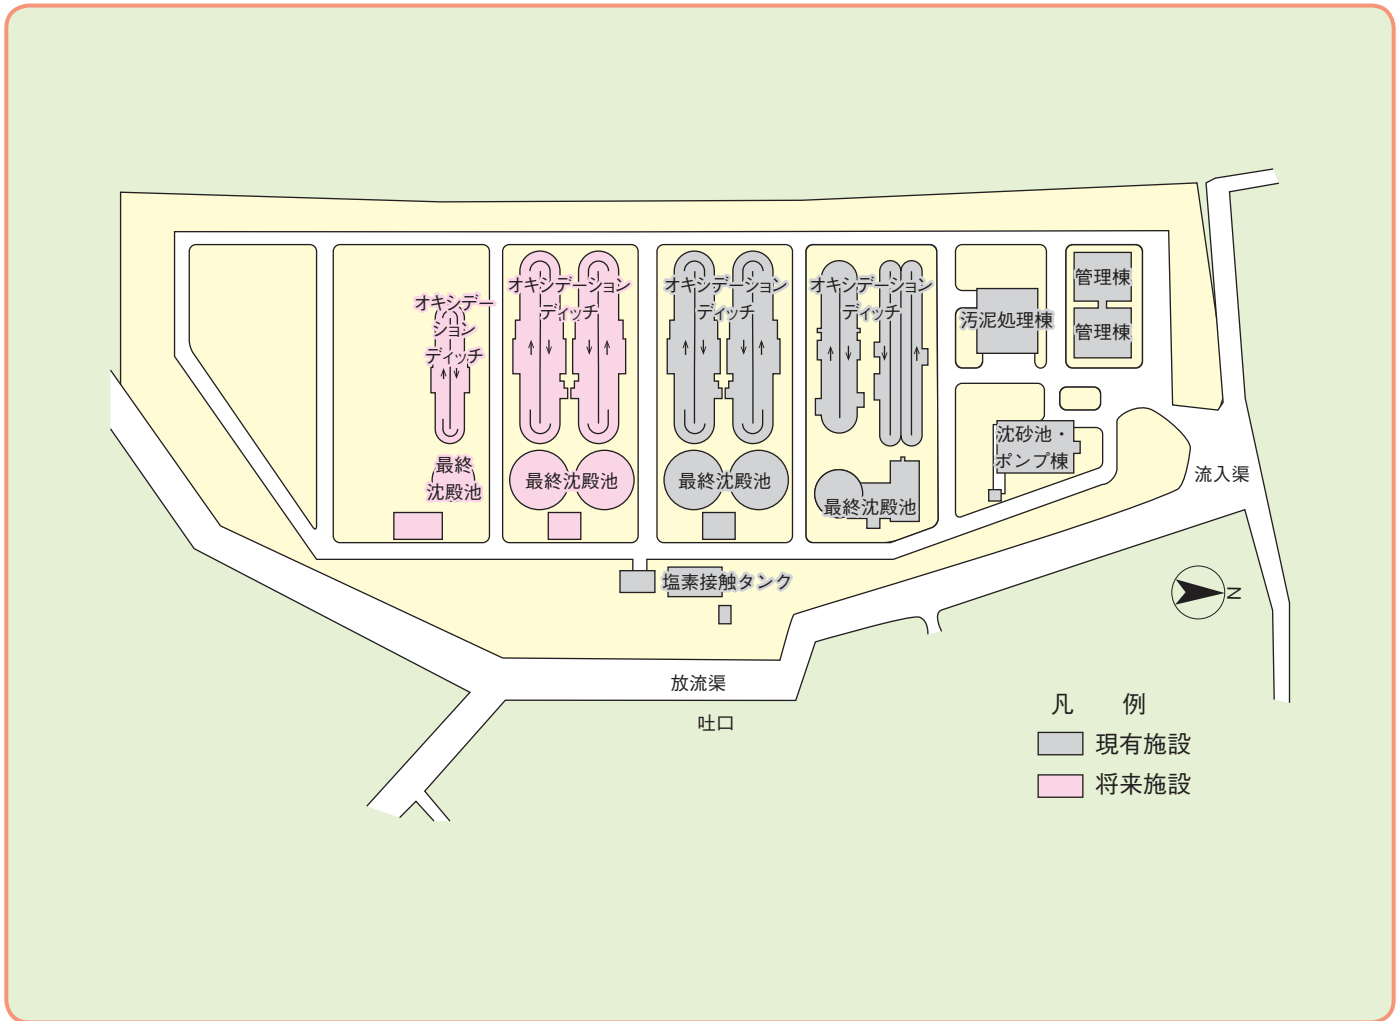 オキシデー
ション
ディッチ
オキシデーション
ディッチ
オキシデーション
ディッチ
オキシデーション
ディッチ
汚泥処理棟
管理棟
管理棟
沈砂池・
ポンプ棟
流入渠
最終
沈殿池
最終沈殿池
最終沈殿池
最終沈殿池
塩素接触タンク
N
放流渠
吐口
凡　例
現有施設
将来施設